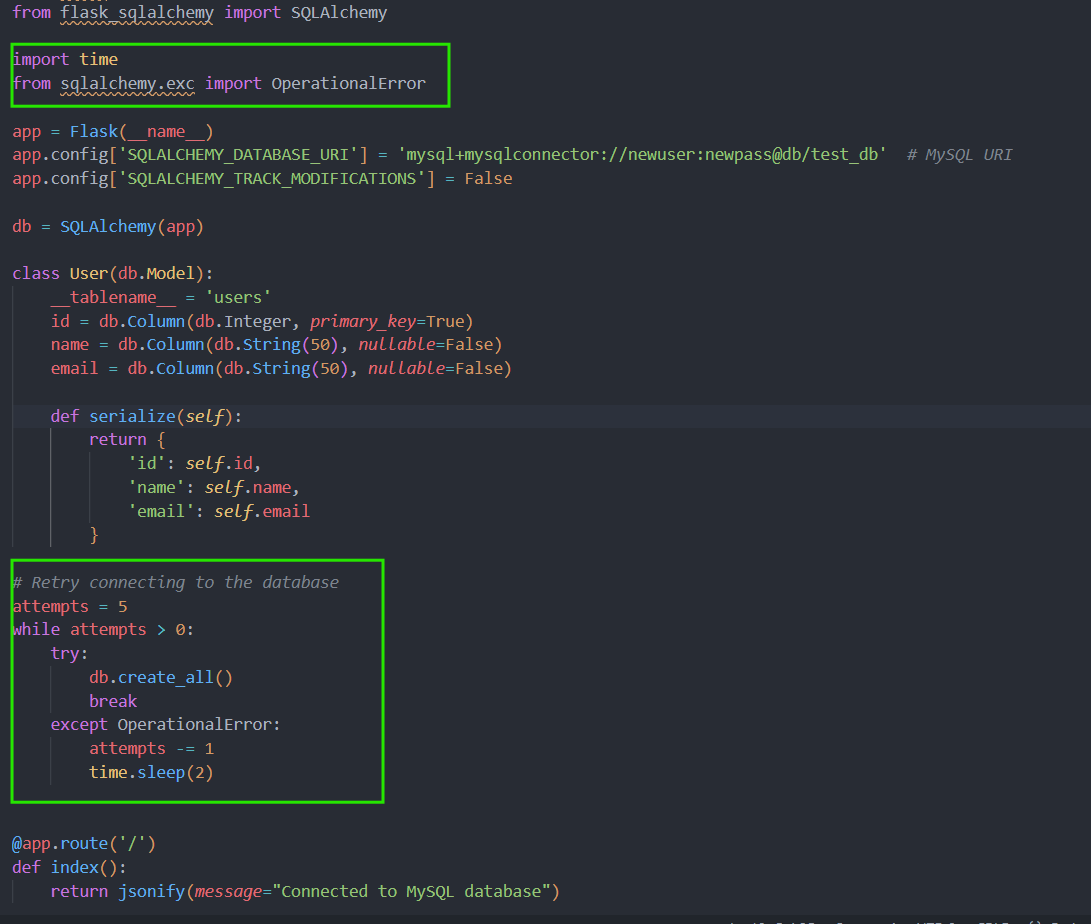 from flask_sqlalchemy import SQLAlchemy
import time
from sqlalchemy.exc import OperationalError
app = Flask(__name__)
app.config['SQLALCHEMY_DATABASE_URI'] = 'mysql+mysqlconnector://newuser:newpass@db/test_db'  # MySQL URI
app.config['SQLALCHEMY_TRACK_MODIFICATIONS'] = False
db = SQLAlchemy(app)
class User(db.Model):
    __tablename__ = 'users'
    id = db.Column(db.Integer, primary_key=True)
    name = db.Column(db.String(50), nullable=False)
    email = db.Column(db.String(50), nullable=False)
    def serialize(self):
        return {
            'id': self.id,
            'name': self.name,
            'email': self.email
        }
# Retry connecting to the database
attempts = 5
while attempts > 0:
    try:
        db.create_all()
        break
    except OperationalError:
        attempts -= 1
        time.sleep(2)
@app.route('/')
def index():
    return jsonify(message="Connected to MySQL database")